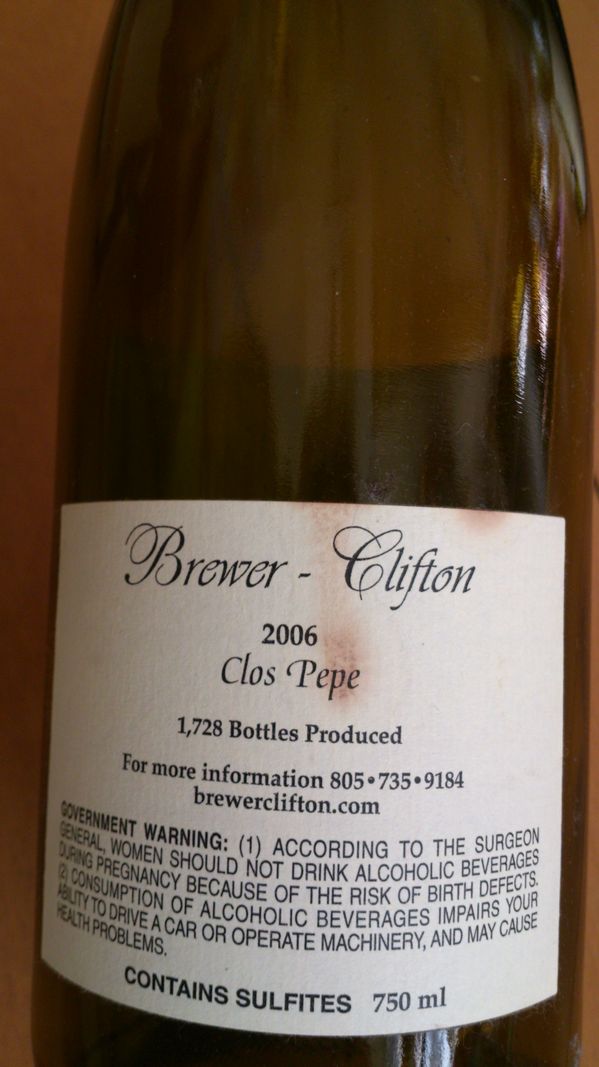 Brewer - Clifton
2006
Clos Pepe
1,728 Bottles Produced
For more information 805•735•9184
brewerclifton.com
GOVERNMENT WARNING: (1) ACCORDING TO THE SURGEON
GENERAL, WOMEN SHOULD NOT DRINK ALCOHOLIC BEVERAGES
DURING PREGNANCY BECAUSE OF THE RISK OF BIRTH DEFECTS.
(2) CONSUMPTION OF ALCOHOLIC BEVERAGES IMPAIRS YOUR
ABILITY TO DRIVE A CAR OR OPERATE MACHINERY, AND MAY CAUSE
HEALTH PROBLEMS.
CONTAINS SULFITES 750 ml